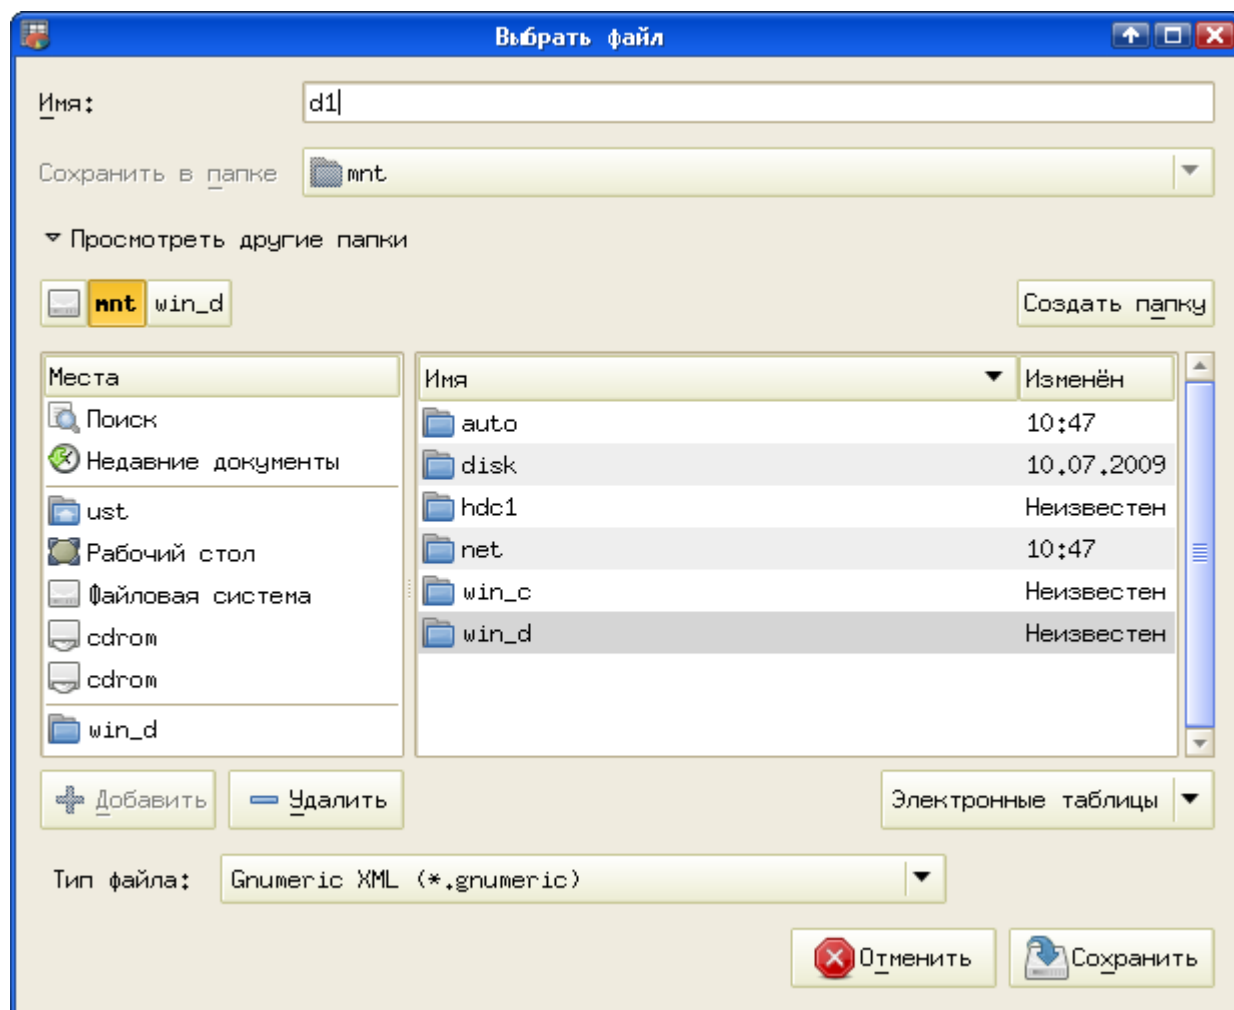 Выбрать файл
Имя: d1
Сохранить в папке mnt
Просмотреть другие папки
mnt win_d Создать папку
Места
Поиск
Недавние документы
ust
Рабочий стол
Файловая система
cdrom
cdrom
win_d
Имя Изменён
auto 10:47
disk 10.07.2009
hdc1 Неизвестен
net 10:47
win_c Неизвестен
win_d Неизвестен
Добавить Удалить Электронные таблицы
Тип файла: Gnumeric XML (*.gnumeric)
Отменить Сохранить